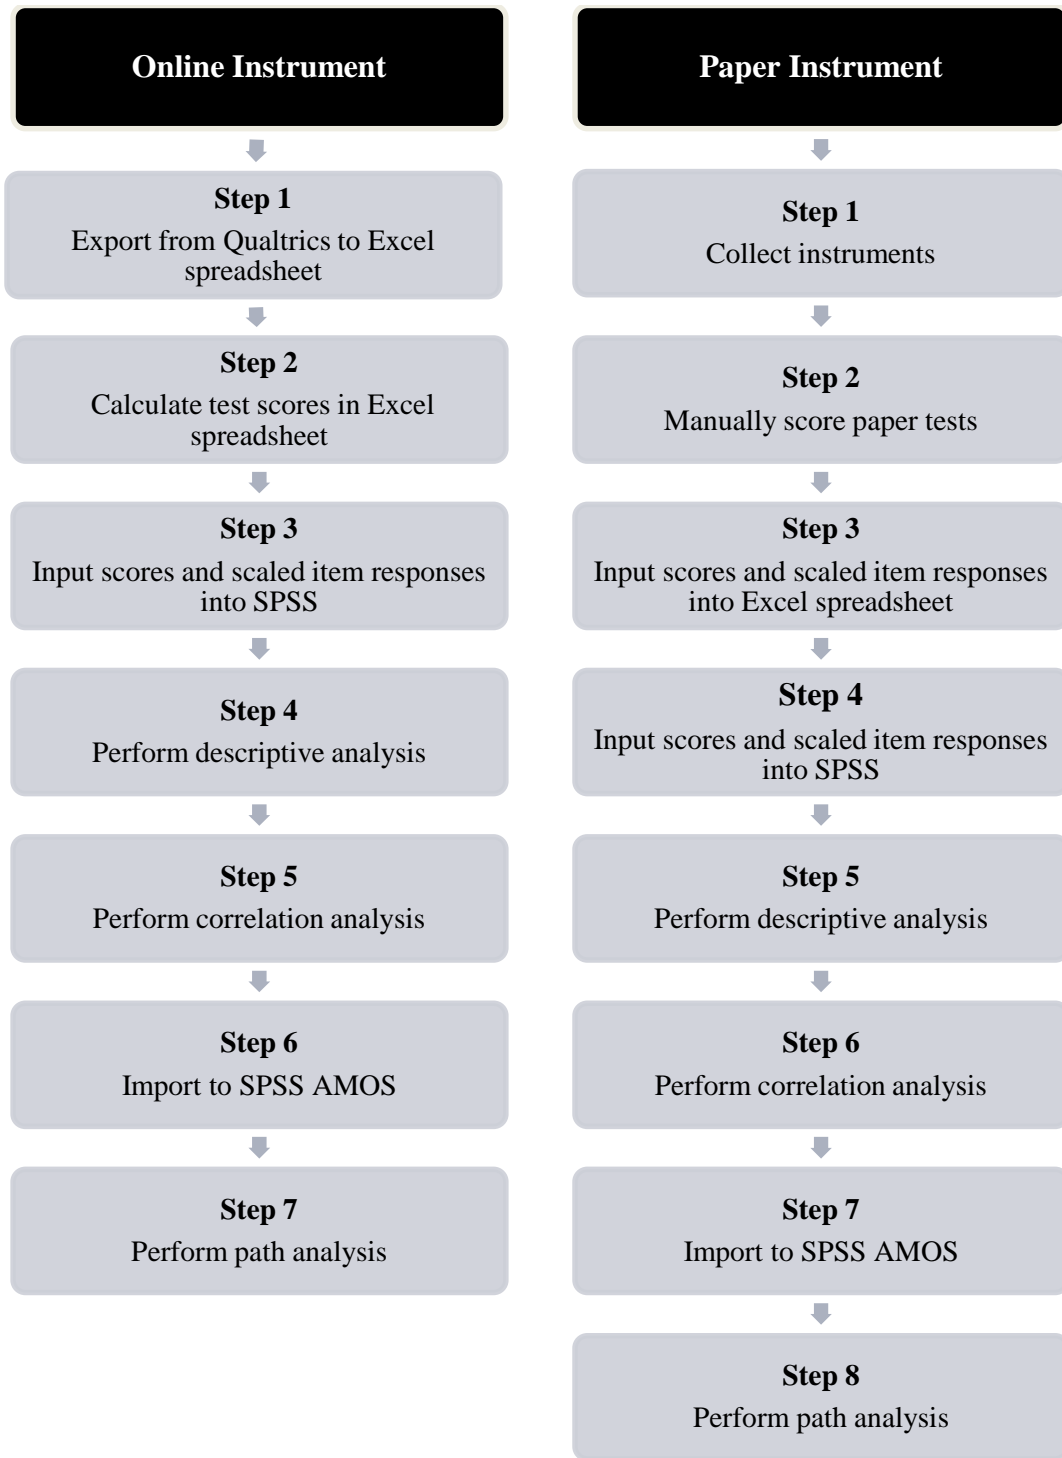 Online Instrument
Step 1
Export from Qualtrics to Excel
spreadsheet
Step 2
Calculate test scores in Excel
spreadsheet
Step 3
Input scores and scaled item responses
into SPSS
Step 4
Perform descriptive analysis
Step 5
Perform correlation analysis
Step 6
Import to SPSS AMOS
Step 7
Perform path analysis
Paper Instrument
Step 1
Collect instruments
Step 2
Manually score paper tests
Step 3
Input scores and scaled item responses
into Excel spreadsheet
Step 4
Input scores and scaled item responses
into SPSS
Step 5
Perform descriptive analysis
Step 6
Perform correlation analysis
Step 7
Import to SPSS AMOS
Step 8
Perform path analysis